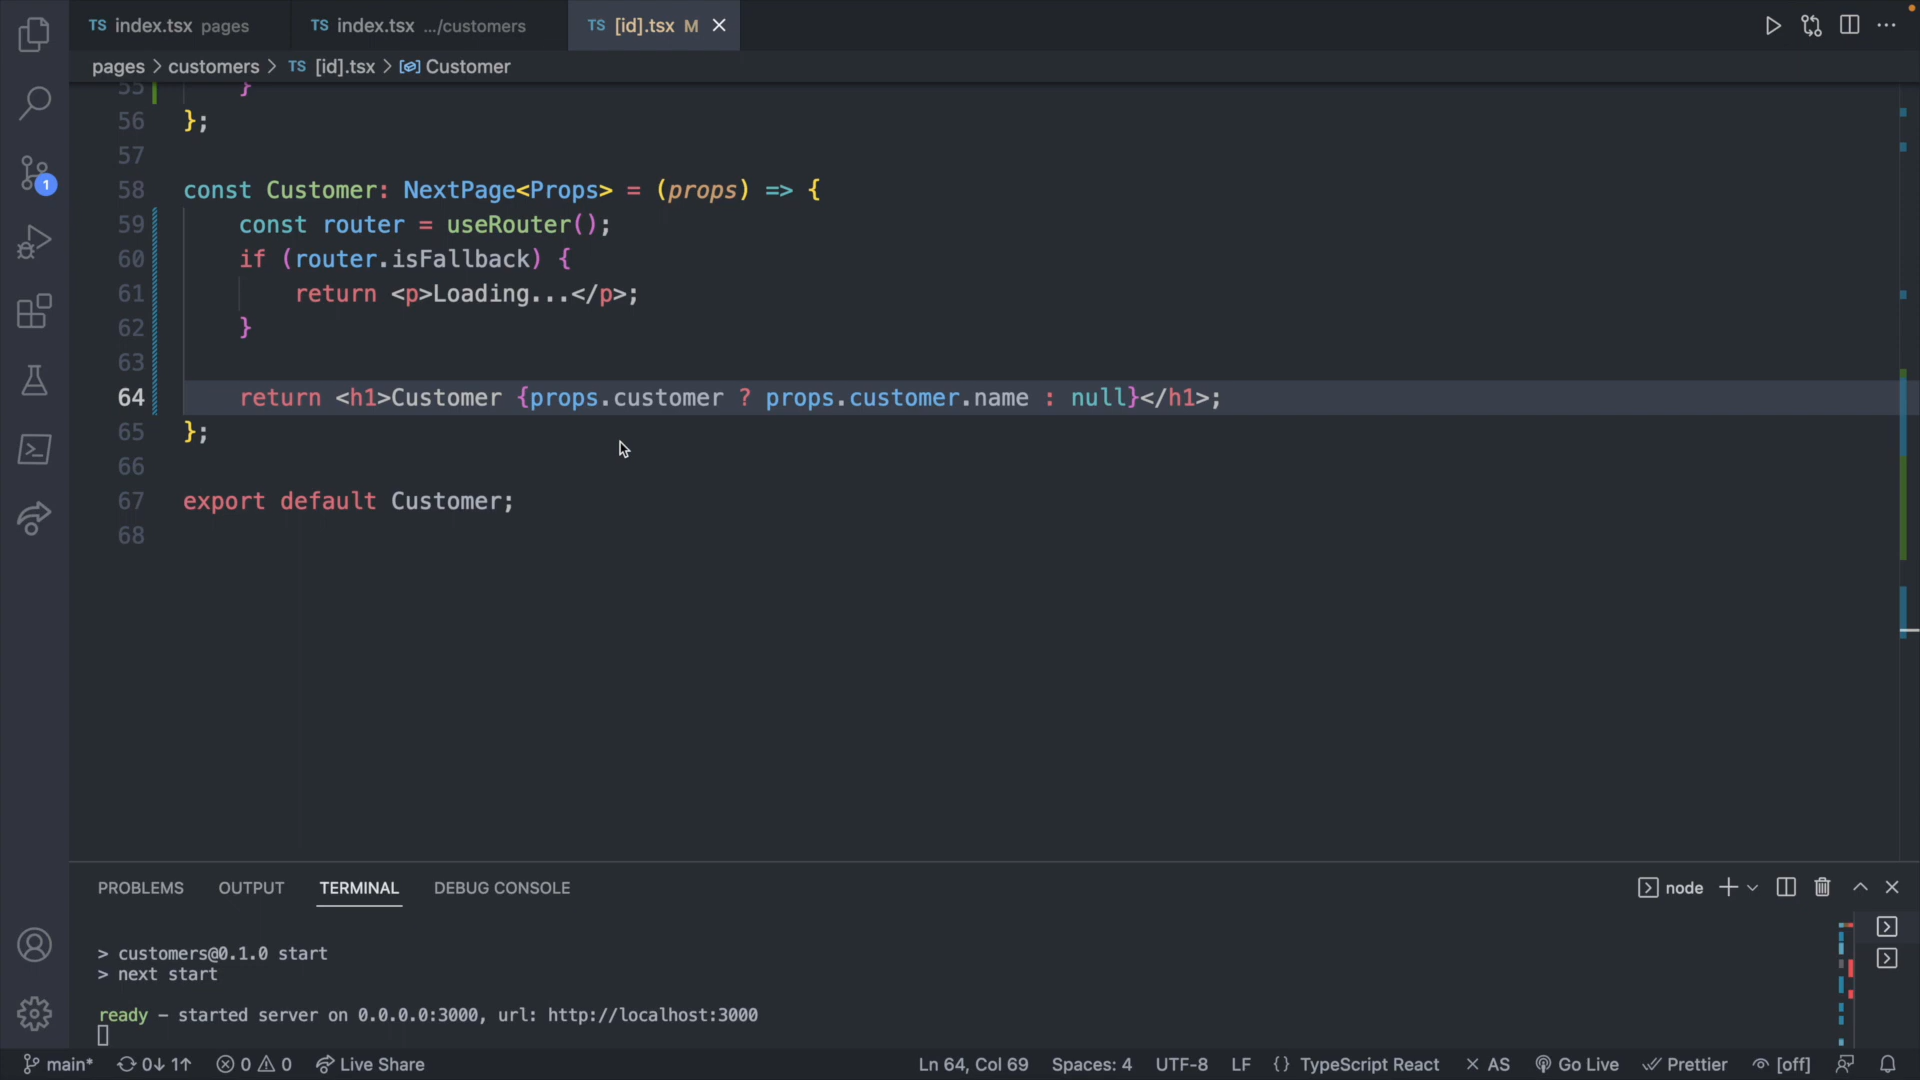 TS index.tsx pages TS index.tsx .../customers TS [id].tsx M
pages > customers > TS [id].tsx > Customer
55 }
56 };
57
58 const Customer: NextPage<Props> = (props) => {
59 const router = useRouter();
60 if (router.isFallback) {
61 return <p>Loading...</p>;
62 }
63
64 return <h1>Customer {props.customer ? props.customer.name : null}</h1>;
65 };
66
67 export default Customer;
68
1
PROBLEMS OUTPUT TERMINAL DEBUG CONSOLE node
> customers@0.1.0 start
> next start
ready - started server on 0.0.0.0:3000, url: http://localhost:3000
main* 0↓ 1↑ 0 0 Live Share Ln 64, Col 69 Spaces: 4 UTF-8 LF {} TypeScript React × AS Go Live Prettier [off]